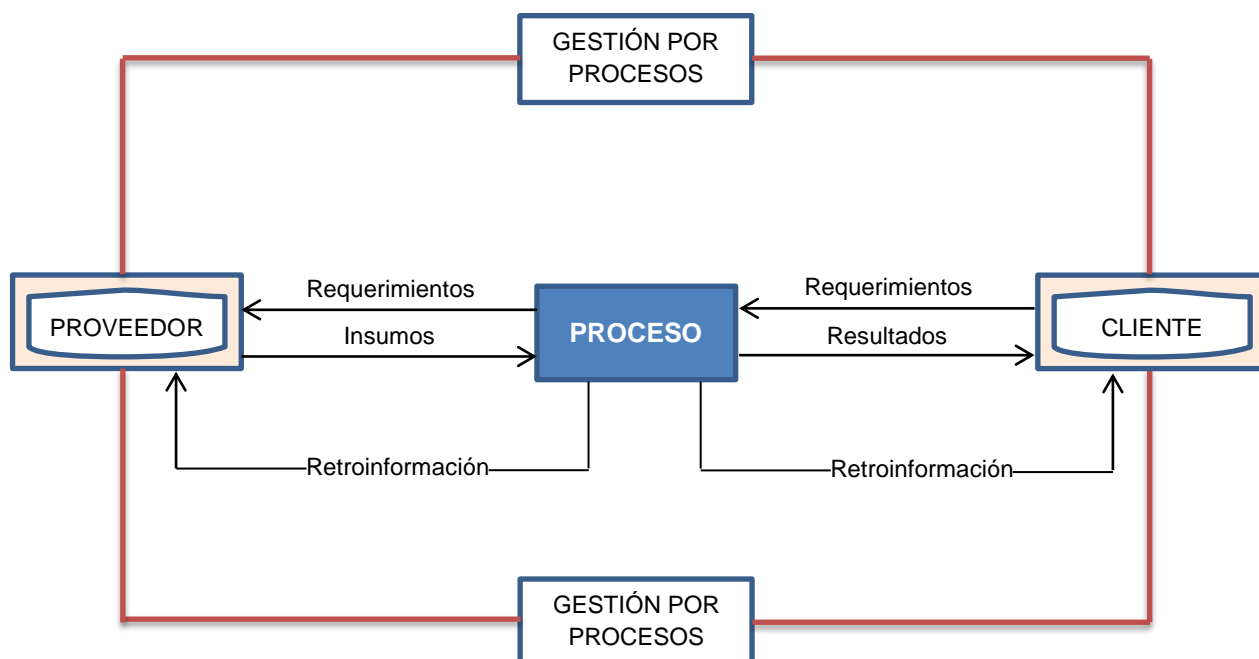 GESTIÓN POR
PROCESOS
Requerimientos
Requerimientos
PROVEEDOR
Insumos
PROCESO
Resultados
CLIENTE
Retroinformación
Retroinformación
GESTIÓN POR
PROCESOS